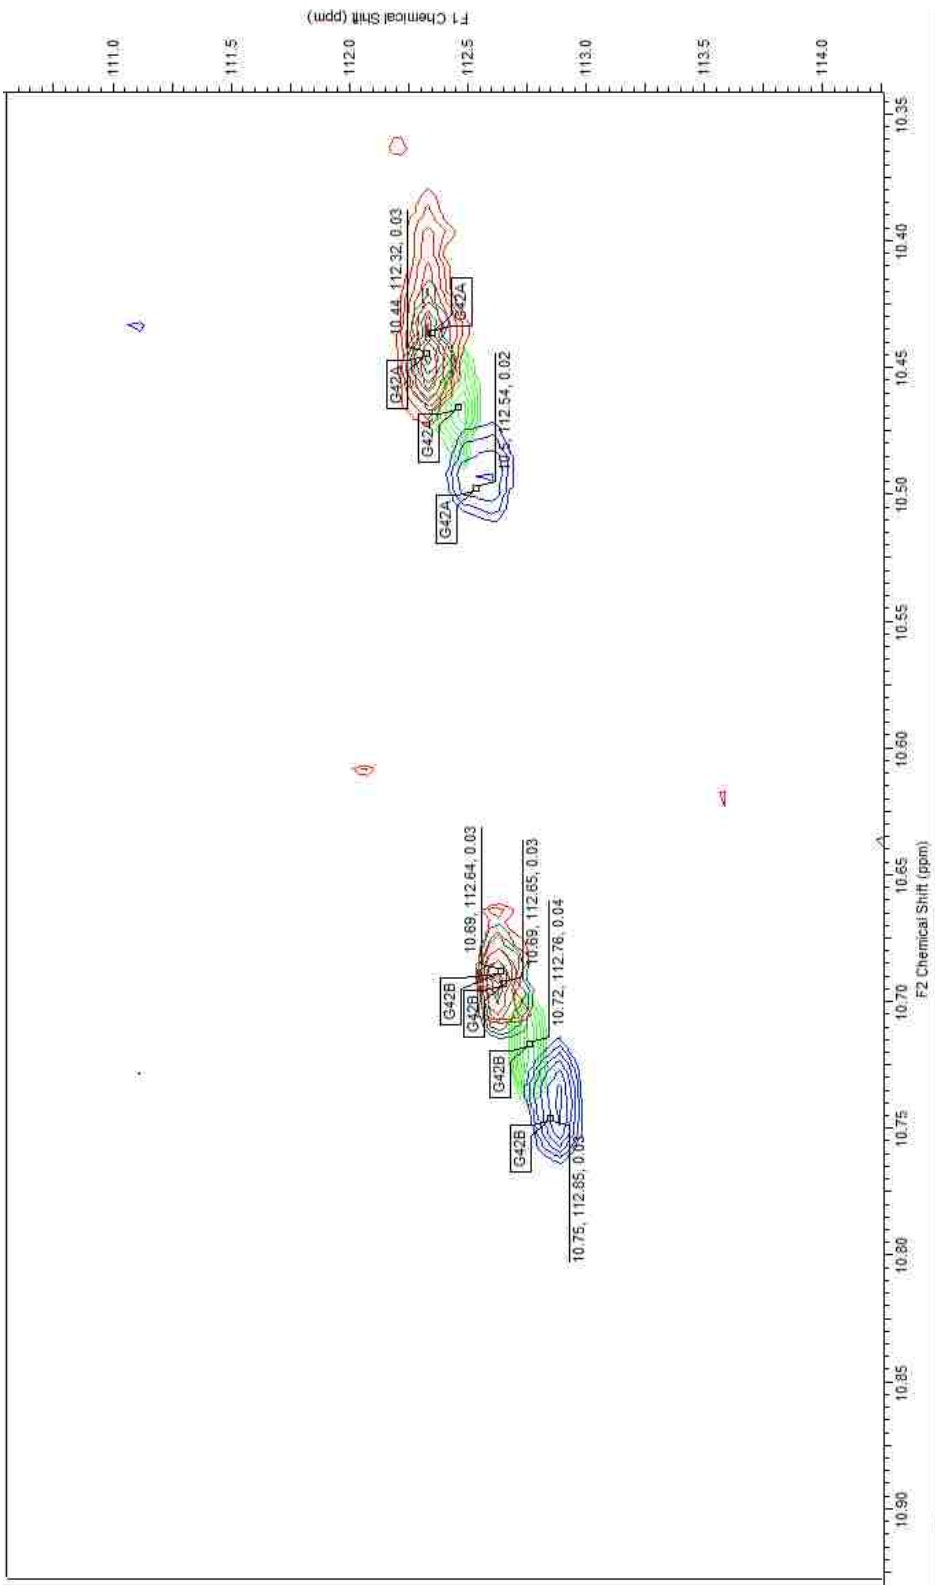 F1 Chemical Shift (ppm)
111.0
111.5
112.0
112.5
113.0
113.5
114.0
10.44, 112.32, 0.03
G42A
G42A
G42A
10.5, 112.54, 0.02
G42A
10.69, 112.64, 0.03
10.69, 112.65, 0.03
10.72, 112.76, 0.04
G42B
G42B
G42B
G42B
10.75, 112.85, 0.03
10.90
10.85
10.80
10.75
10.70
10.65
10.60
10.55
10.50
10.45
10.40
10.35
F2 Chemical Shift (ppm)